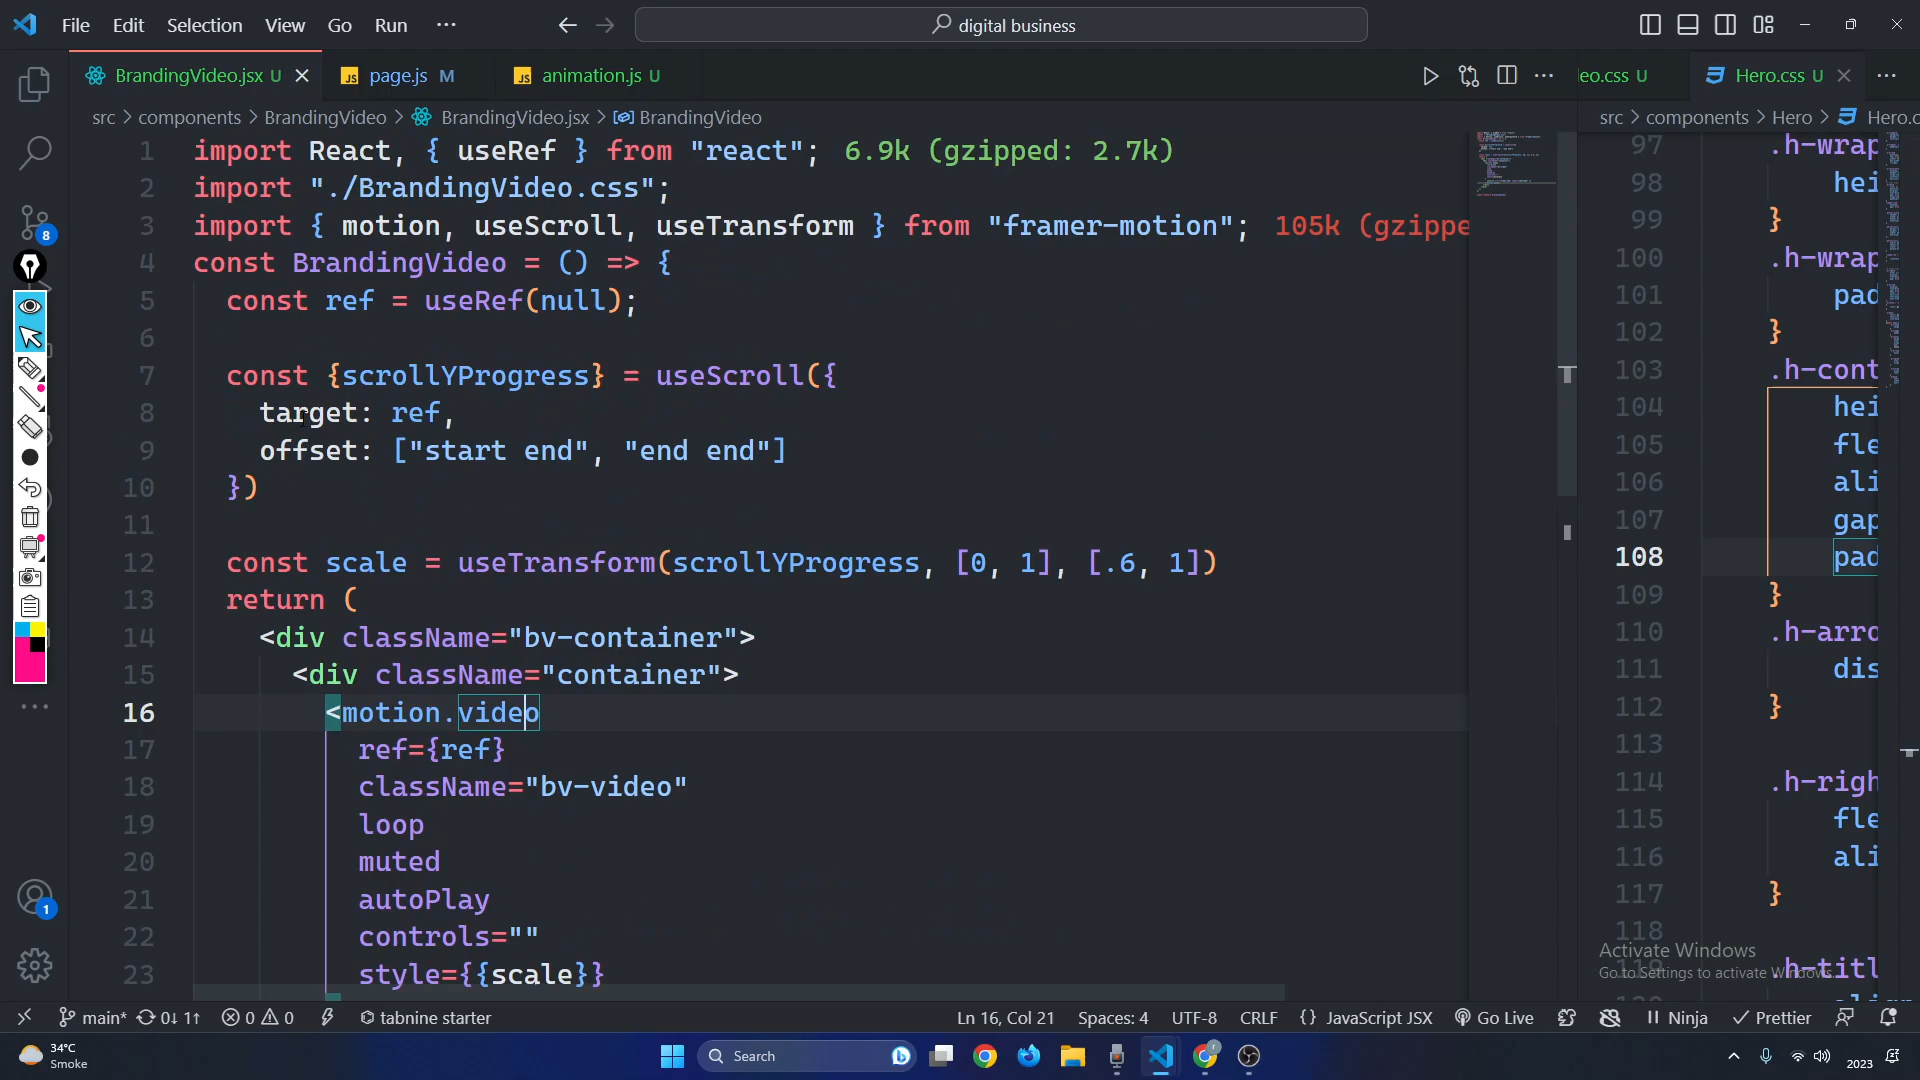 File Edit Selection View Go Run ···
digital business
BrandingVideo.jsx U
page.js M
animation.js U
eo.css U
Hero.css U
src > components > BrandingVideo > BrandingVideo.jsx > BrandingVideo
src > components > Hero > Hero.c
1 import React, { useRef } from "react"; 6.9k (gzipped: 2.7k)
2 import "./BrandingVideo.css";
3 import { motion, useScroll, useTransform } from "framer-motion"; 105k (gzippe
4 const BrandingVideo = () => {
5 const ref = useRef(null);
6
7 const {scrollYProgress} = useScroll({
8 target: ref,
9 offset: ["start end", "end end"]
10 })
11
12 const scale = useTransform(scrollYProgress, [0, 1], [.6, 1])
13 return (
14 <div className="bv-container">
15 <div className="container">
16 <motion.video
17 ref={ref}
18 className="bv-video"
19 loop
20 muted
21 autoPlay
22 controls=""
23 style={{scale}}
97 .h-wrap
98 hei
99 }
100 .h-wrap
101 pad
102 }
103 .h-cont
104 hei
105 fle
106 ali
107 gap
108 pad
109 }
110 .h-arro
111 dis
112 }
113
114 .h-righ
115 fle
116 ali
117 }
118
.h-titl
Activate Windows
Go to Settings to activate Windows.
8
1
main* 0↓ 1↑ 0 0 tabnine starter
Ln 16, Col 21 Spaces: 4 UTF-8 CRLF {} JavaScript JSX Go Live Ninja Prettier
34°C
Smoke
Search
2023